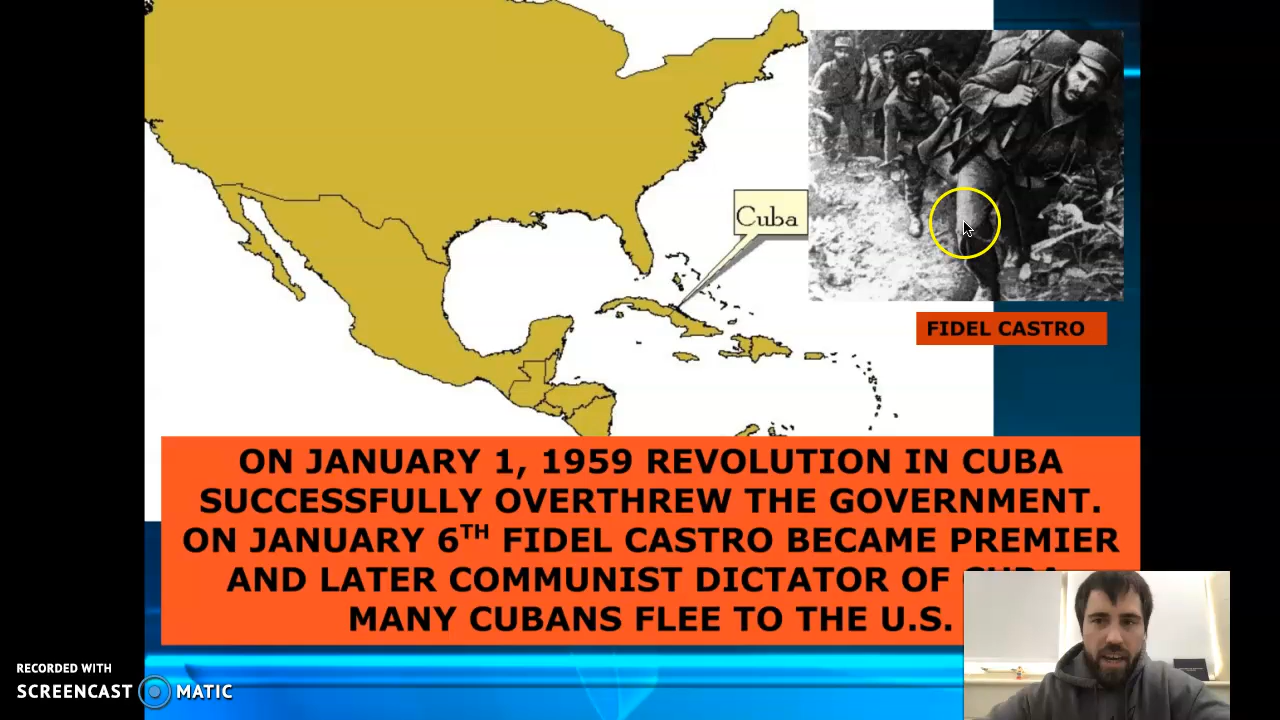 Cuba
FIDEL CASTRO
ON JANUARY 1, 1959 REVOLUTION IN CUBA
SUCCESSFULLY OVERTHREW THE GOVERNMENT.
ON JANUARY 6TH FIDEL CASTRO BECAME PREMIER
AND LATER COMMUNIST DICTATOR OF
MANY CUBANS FLEE TO THE U.S.
RECORDED WITH
SCREENCAST MATIC